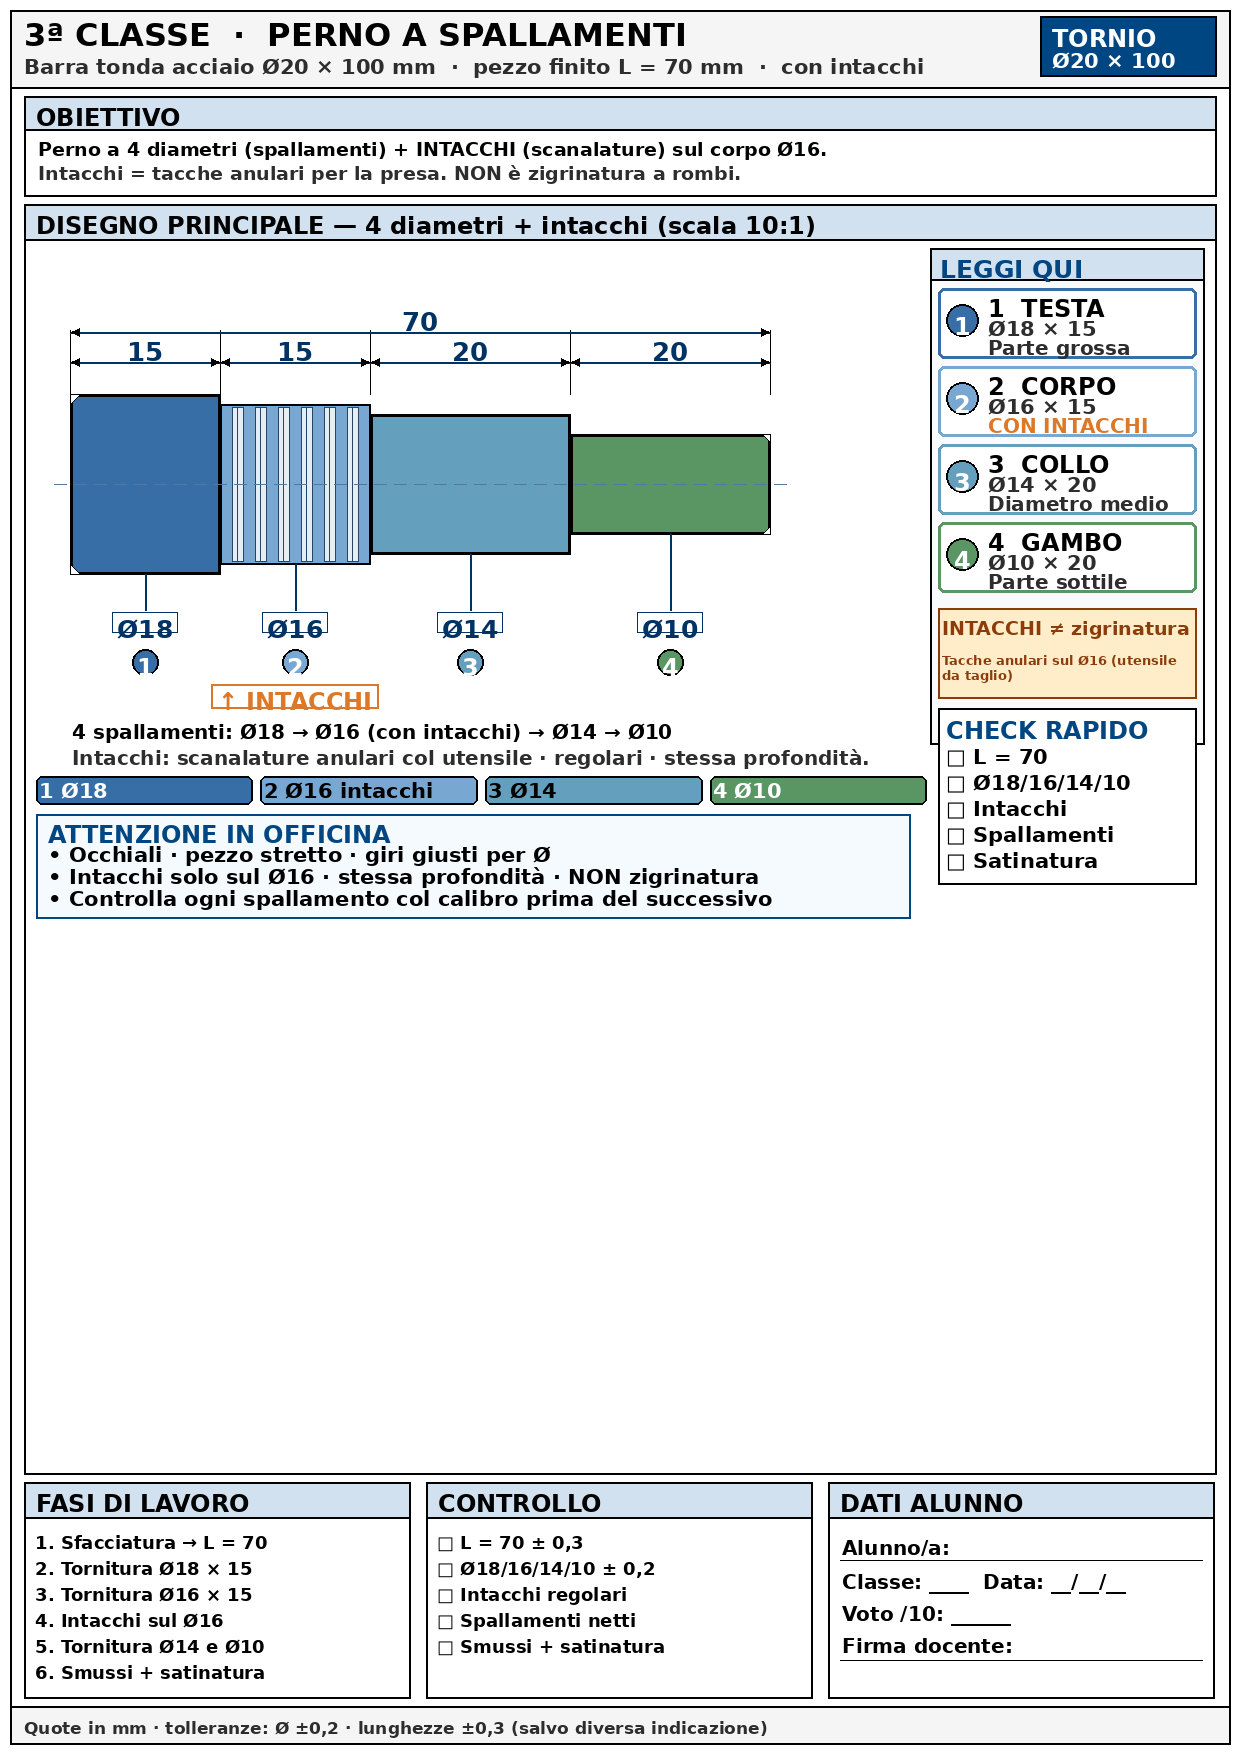 3ª CLASSE · PERNO A SPALLAMENTI
Barra tonda acciaio Ø20 × 100 mm · pezzo finito L = 70 mm · con intacchi
TORNIO
Ø20 × 100
OBIETTIVO
Perno a 4 diametri (spallamenti) + INTACCHI (scanalature) sul corpo Ø16.
Intacchi = tacche anulari per la presa. NON è zigrinatura a rombi.
DISEGNO PRINCIPALE — 4 diametri + intacchi (scala 10:1)
70
15 15 20 20
Ø18 Ø16 Ø14 Ø10
1 2 3 4
↑ INTACCHI
4 spallamenti: Ø18 → Ø16 (con intacchi) → Ø14 → Ø10
Intacchi: scanalature anulari col utensile · regolari · stessa profondità.
1 Ø18 2 Ø16 intacchi 3 Ø14 4 Ø10
ATTENZIONE IN OFFICINA
• Occhiali · pezzo stretto · giri giusti per Ø
• Intacchi solo sul Ø16 · stessa profondità · NON zigrinatura
• Controlla ogni spallamento col calibro prima del successivo
LEGGI QUI
1
1 TESTA
Ø18 × 15
Parte grossa
2
2 CORPO
Ø16 × 15
CON INTACCHI
3
3 COLLO
Ø14 × 20
Diametro medio
4
4 GAMBO
Ø10 × 20
Parte sottile
INTACCHI ≠ zigrinatura
Tacche anulari sul Ø16 (utensile
da taglio)
CHECK RAPIDO
□ L = 70
□ Ø18/16/14/10
□ Intacchi
□ Spallamenti
□ Satinatura
FASI DI LAVORO
1. Sfacciatura → L = 70
2. Tornitura Ø18 × 15
3. Tornitura Ø16 × 15
4. Intacchi sul Ø16
5. Tornitura Ø14 e Ø10
6. Smussi + satinatura
CONTROLLO
□ L = 70 ± 0,3
□ Ø18/16/14/10 ± 0,2
□ Intacchi regolari
□ Spallamenti netti
□ Smussi + satinatura
DATI ALUNNO
Alunno/a:
Classe: ____ Data: __/__/__
Voto /10: ______
Firma docente:
Quote in mm · tolleranze: Ø ±0,2 · lunghezze ±0,3 (salvo diversa indicazione)